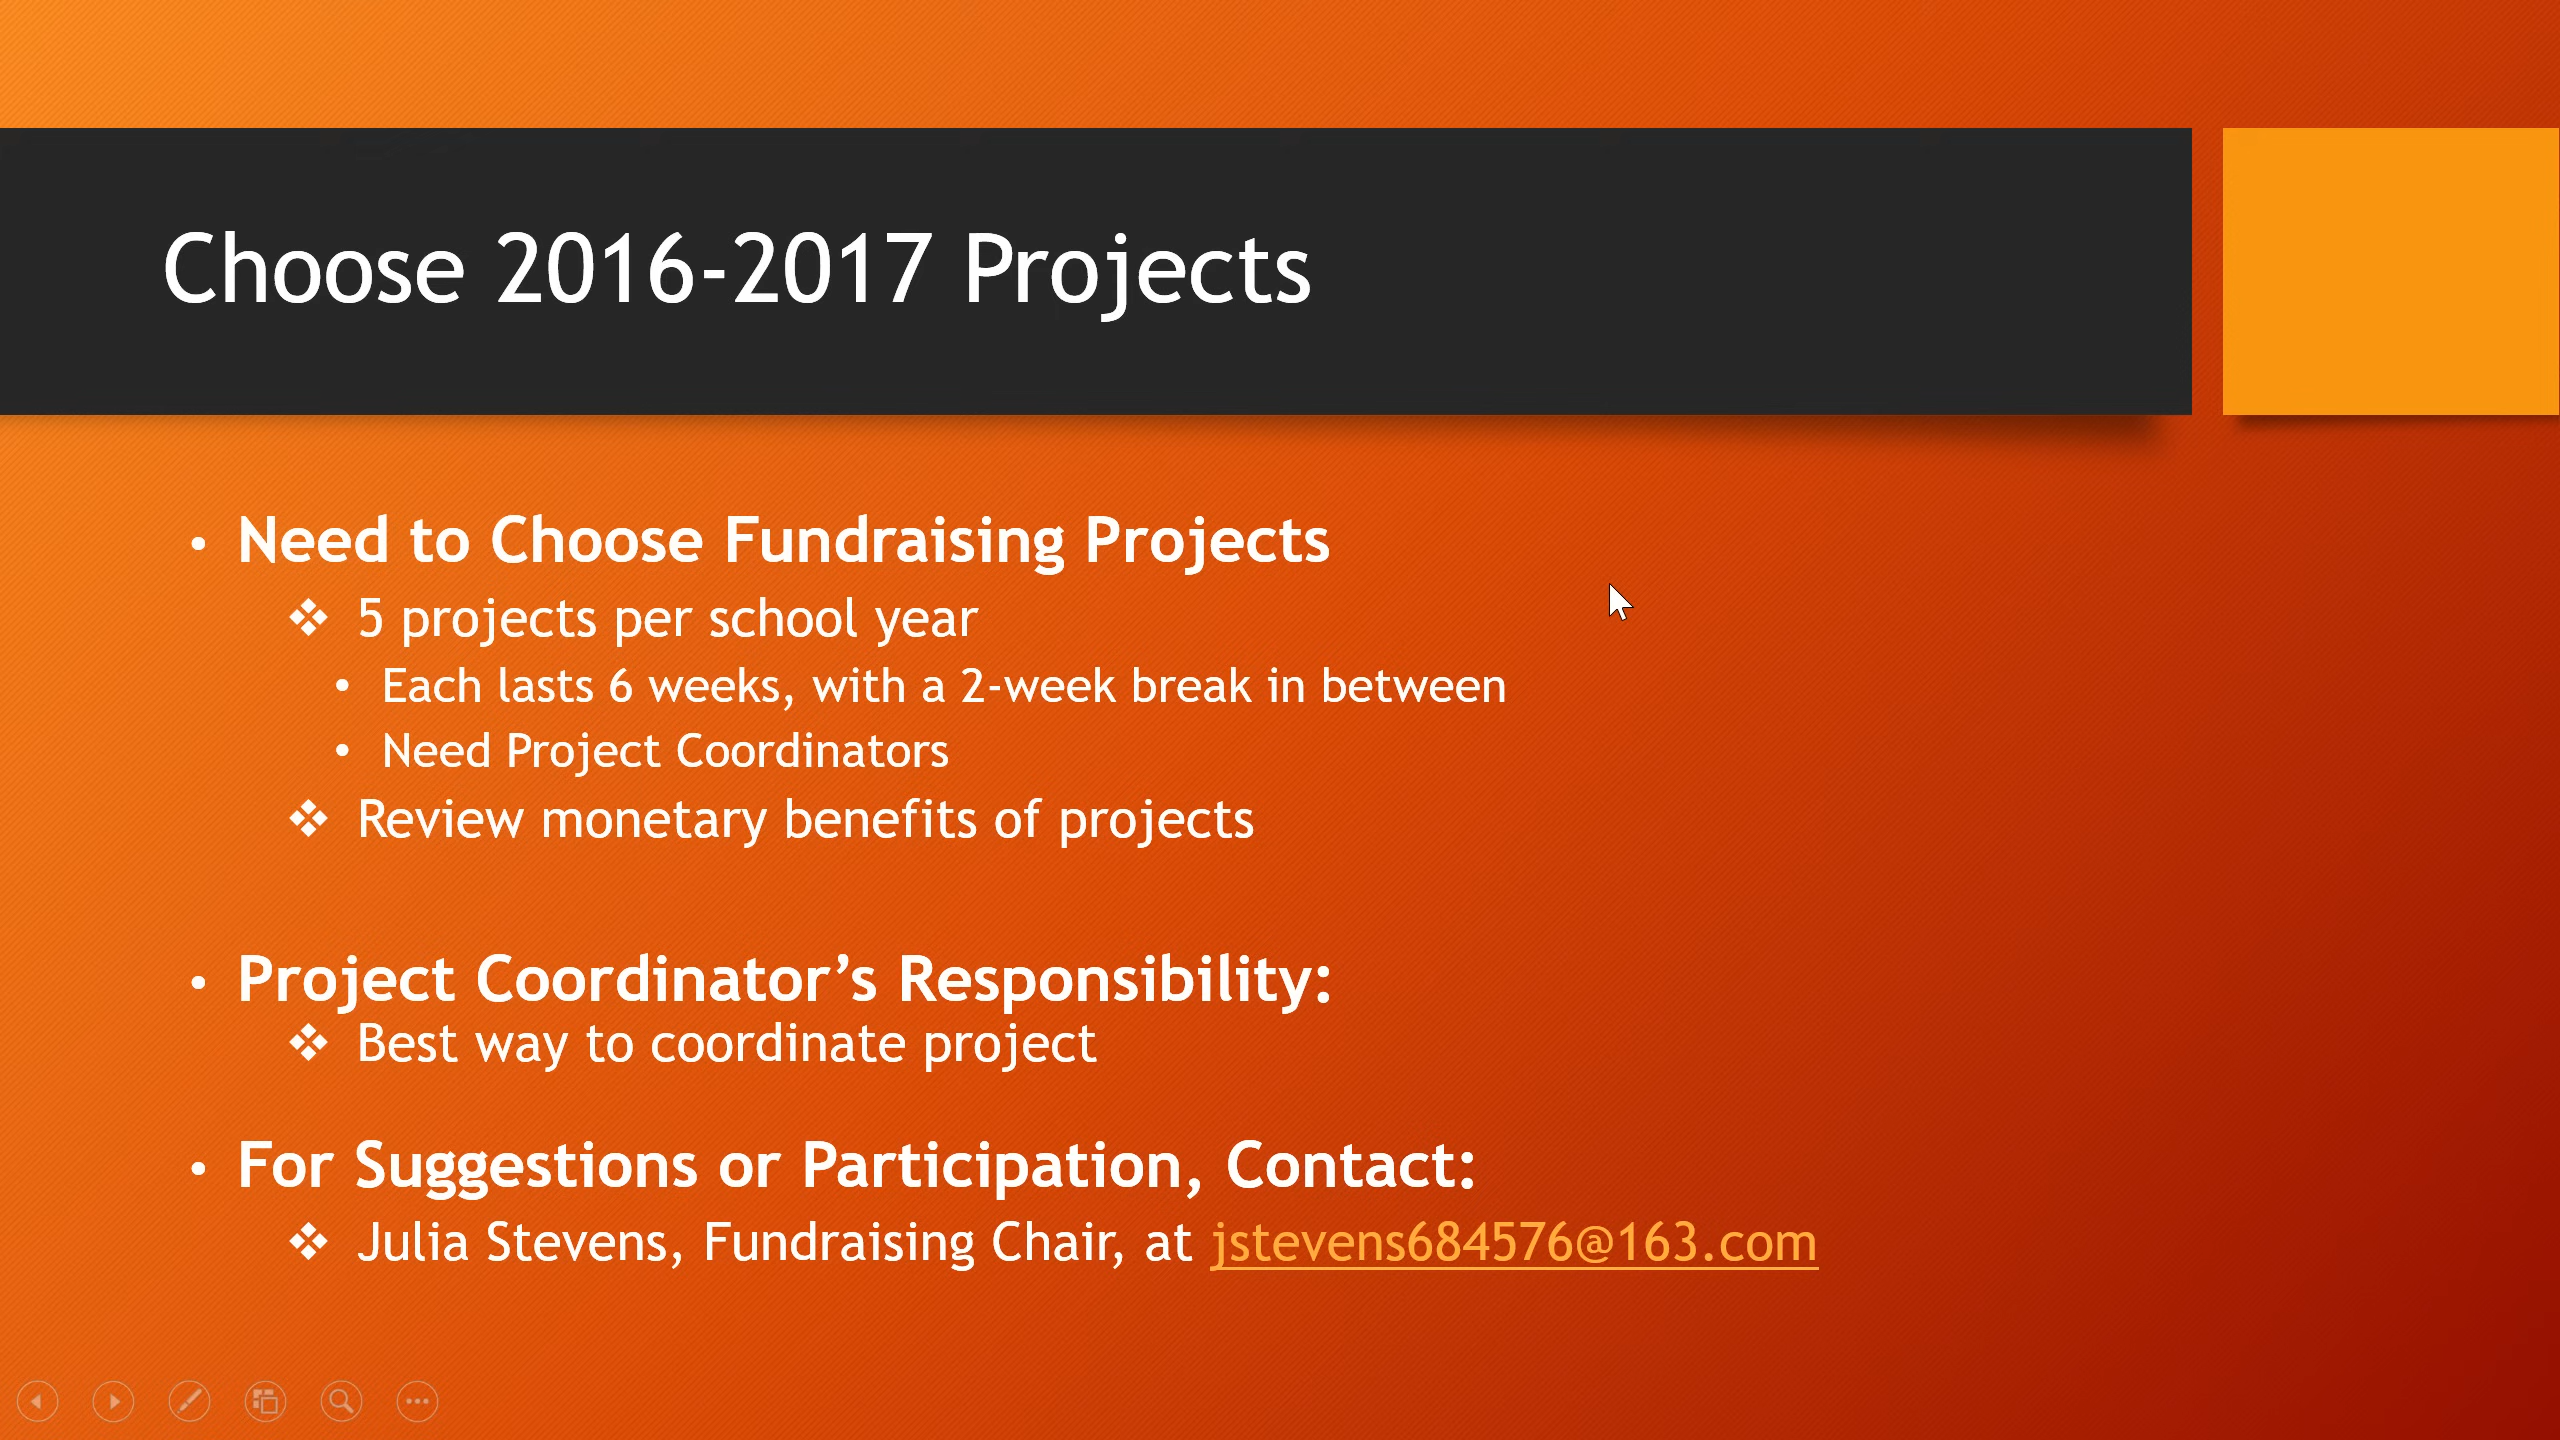 Choose 2016-2017 Projects
• Need to Choose Fundraising Projects
❖ 5 projects per school year
• Each lasts 6 weeks, with a 2-week break in between
• Need Project Coordinators
❖ Review monetary benefits of projects
• Project Coordinator’s Responsibility:
❖ Best way to coordinate project
• For Suggestions or Participation, Contact:
❖ Julia Stevens, Fundraising Chair, at jstevens684576@163.com